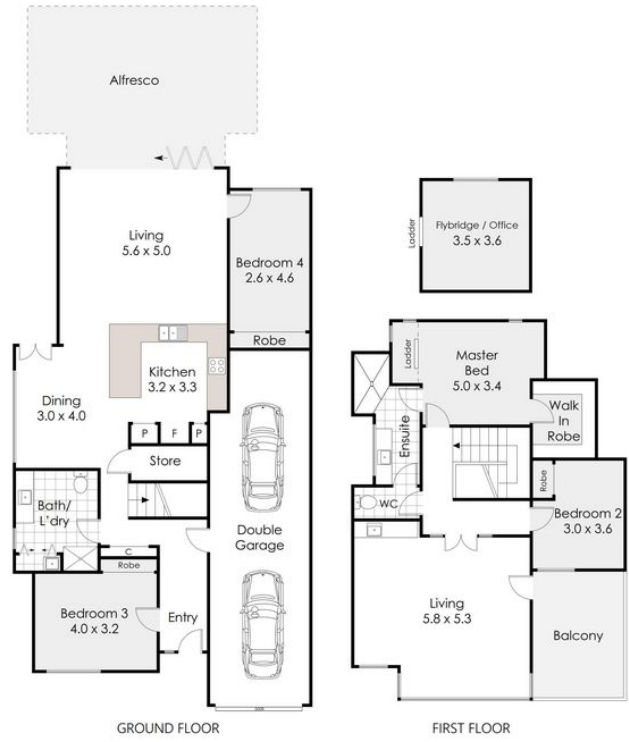 Alfresco
Living
5.6 x 5.0
Bedroom 4
2.6 x 4.6
Robe
Kitchen
3.2 x 3.3
Dining
3.0 x 4.0
P
F
P
Store
Bath/
L'dry
C
Robe
Double
Garage
Bedroom 3
4.0 x 3.2
Entry
GROUND FLOOR
Ladder
Flybridge / Office
3.5 x 3.6
Ladder
Master
Bed
5.0 x 3.4
Walk
In
Robe
Ensuite
WC
Robe
Bedroom 2
3.0 x 3.6
Living
5.8 x 5.3
Balcony
FIRST FLOOR